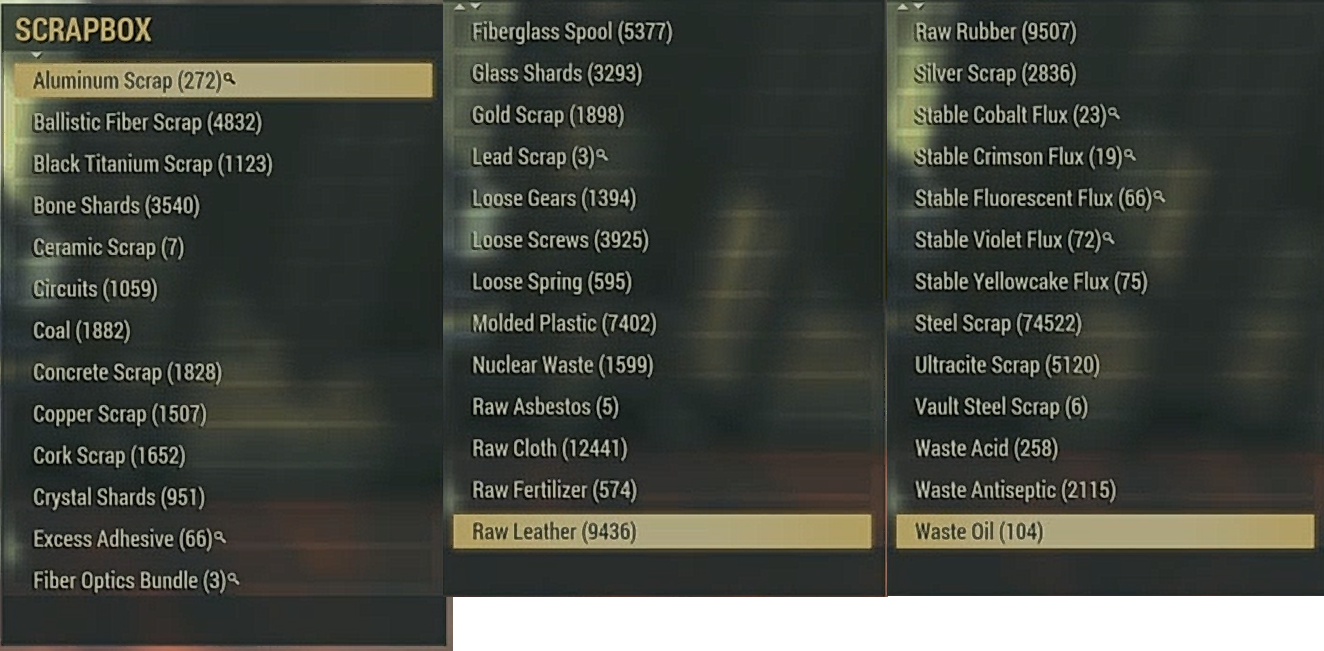 SCRAPBOX
Aluminum Scrap (272)
Ballistic Fiber Scrap (4832)
Black Titanium Scrap (1123)
Bone Shards (3540)
Ceramic Scrap (7)
Circuits (1059)
Coal (1882)
Concrete Scrap (1828)
Copper Scrap (1507)
Cork Scrap (1652)
Crystal Shards (951)
Excess Adhesive (66)
Fiber Optics Bundle (3)
Fiberglass Spool (5377)
Glass Shards (3293)
Gold Scrap (1898)
Lead Scrap (3)
Loose Gears (1394)
Loose Screws (3925)
Loose Spring (595)
Molded Plastic (7402)
Nuclear Waste (1599)
Raw Asbestos (5)
Raw Cloth (12441)
Raw Fertilizer (574)
Raw Leather (9436)
Raw Rubber (9507)
Silver Scrap (2836)
Stable Cobalt Flux (23)
Stable Crimson Flux (19)
Stable Fluorescent Flux (66)
Stable Violet Flux (72)
Stable Yellowcake Flux (75)
Steel Scrap (74522)
Ultracite Scrap (5120)
Vault Steel Scrap (6)
Waste Acid (258)
Waste Antiseptic (2115)
Waste Oil (104)